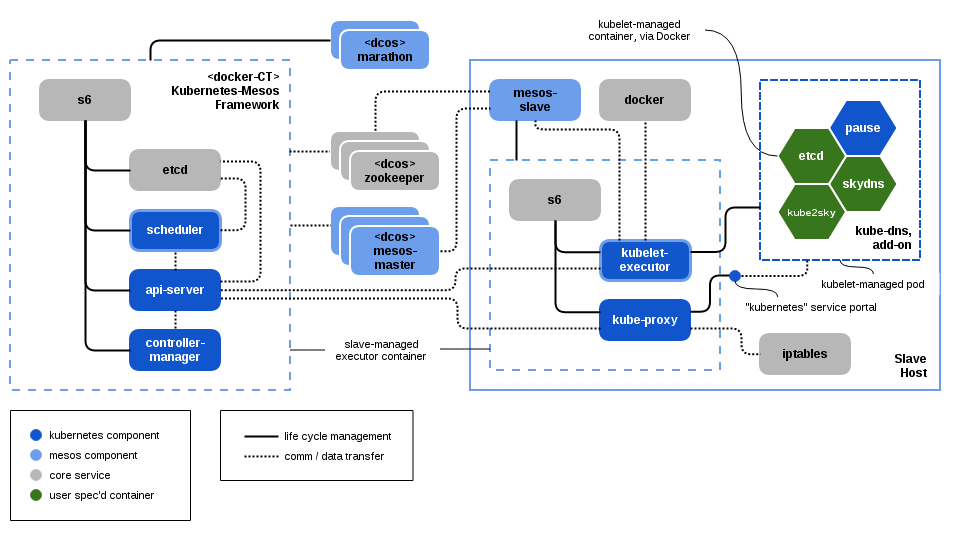 kubelet-managed
container, via Docker
<dcos>
marathon
<docker-CT>
Kubernetes-Mesos
Framework
s6
etcd
scheduler
api-server
controller-
manager
<dcos>
zookeeper
<dcos>
mesos-
master
slave-managed
executor container
mesos-
slave
docker
s6
kubelet-
executor
kube-proxy
pause
etcd
skydns
kube2sky
kube-dns,
add-on
kubelet-managed pod
"kubernetes" service portal
iptables
Slave
Host
kubernetes component
mesos component
core service
user spec'd container
life cycle management
comm / data transfer